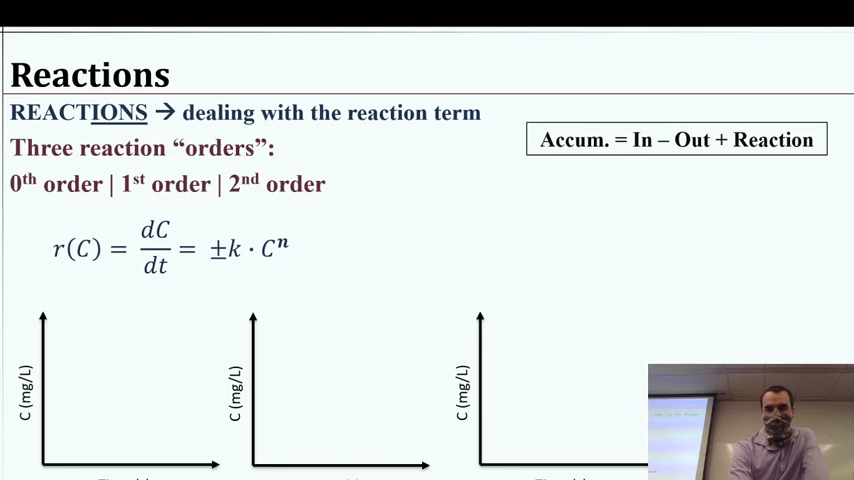 Reactions
REACTIONS → dealing with the reaction term
Accum. = In – Out + Reaction
Three reaction “orders”:
0th order | 1st order | 2nd order
r(C) = dC/dt = ±k · Cⁿ
C (mg/L)
C (mg/L)
C (mg/L)